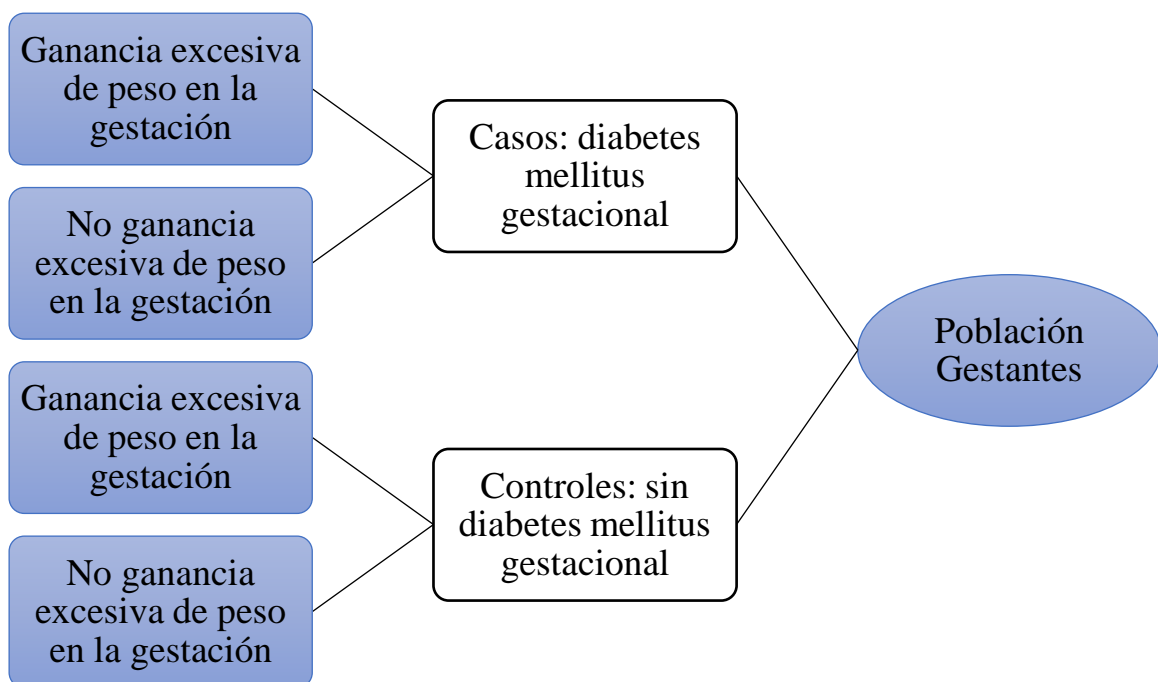 Ganancia excesiva
de peso en la
gestación
No ganancia
excesiva de peso
en la gestación
Ganancia excesiva
de peso en la
gestación
No ganancia
excesiva de peso
en la gestación
Casos: diabetes
mellitus
gestacional
Controles: sin
diabetes mellitus
gestacional
Población
Gestantes